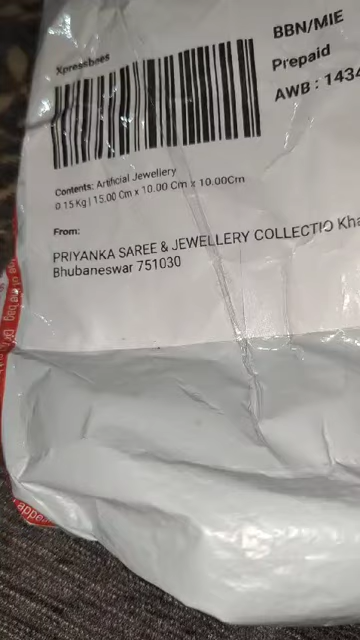 BBN/MIE
Xpressbees
Prepaid
AWB : 1434
Contents: Artificial Jewellery
0.15 Kg | 15.00 Cm x 10.00 Cm x 10.00Cm
From:
PRIYANKA SAREE & JEWELLERY COLLECTIO Kha
Bhubaneswar 751030